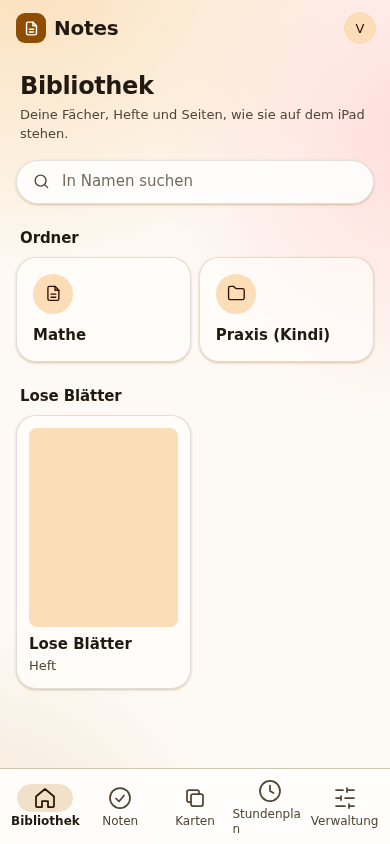 Notes
V
Bibliothek
Deine Fächer, Hefte und Seiten, wie sie auf dem iPad
stehen.
In Namen suchen
Ordner
Mathe
Praxis (Kindi)
Lose Blätter
Lose Blätter
Heft
Bibliothek
Noten
Karten
Stundenpla
n
Verwaltung